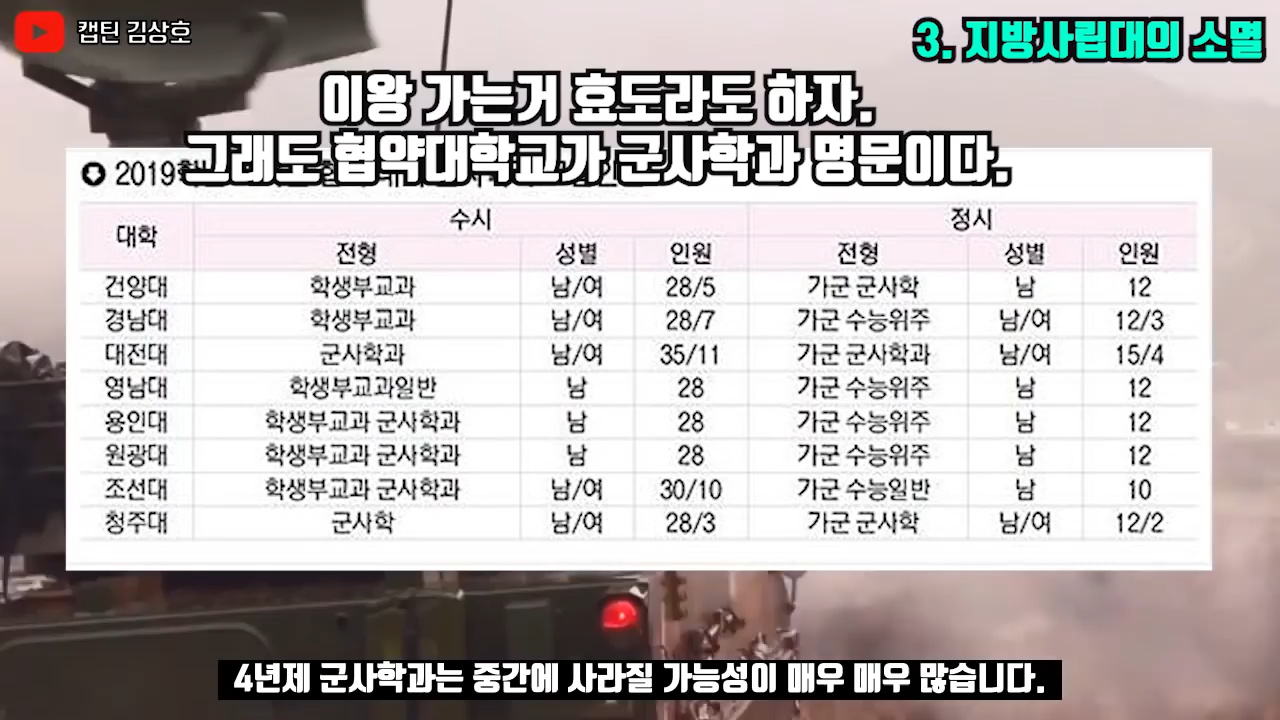 캡틴 김상호
3. 지방사립대의 소멸
이왕 가는거 효도라도 하자.
그래도 협약대학교가 군사학과 명문이다.
2019
대학 수시 정시
전형 성별 인원 전형 성별 인원
건양대 학생부교과 남/여 28/5 가군 군사학 남 12
경남대 학생부교과 남/여 28/7 가군 수능위주 남/여 12/3
대전대 군사학과 남/여 35/11 가군 군사학과 남/여 15/4
영남대 학생부교과일반 남 28 가군 수능위주 남 12
용인대 학생부교과 군사학과 남 28 가군 수능위주 남 12
원광대 학생부교과 군사학과 남 28 가군 수능위주 남 12
조선대 학생부교과 군사학과 남/여 30/10 가군 수능일반 남 10
청주대 군사학 남/여 28/3 가군 군사학 남/여 12/2
4년제 군사학과는 중간에 사라질 가능성이 매우 매우 많습니다.